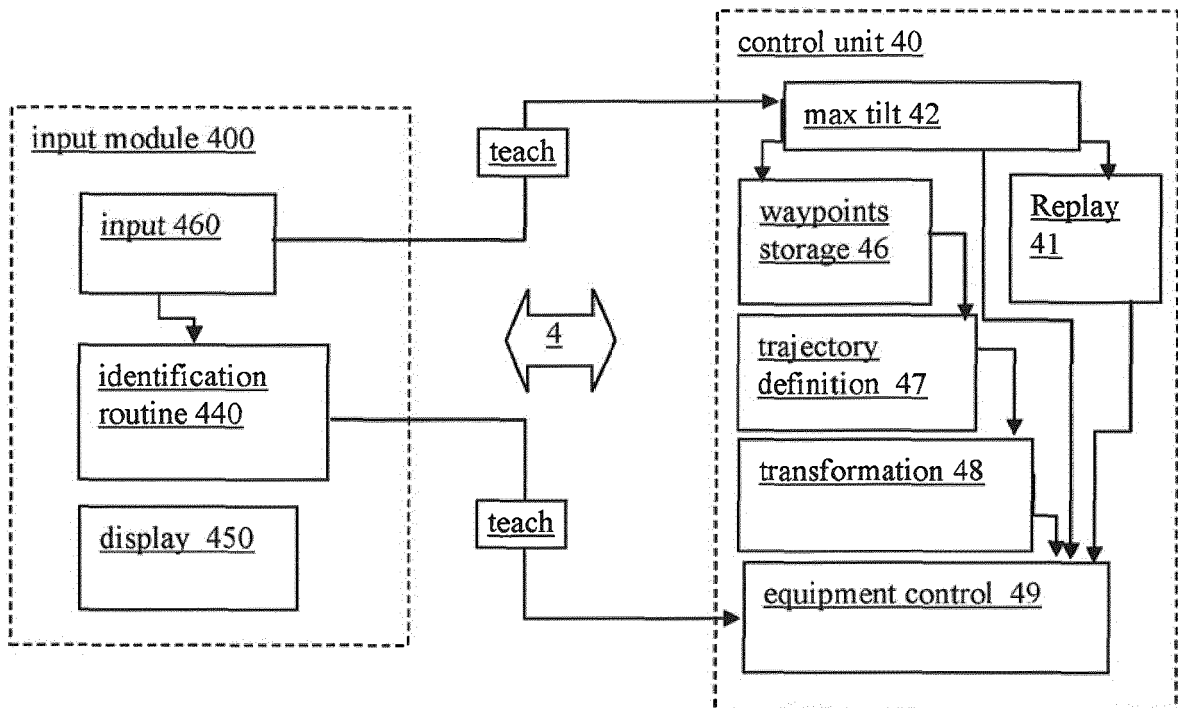 control unit 40
max tilt 42
input module 400
teach
input 460
waypoints
storage 46
Replay
41
4
identification
routine 440
trajectory
definition 47
transformation 48
teach
display 450
equipment control 49